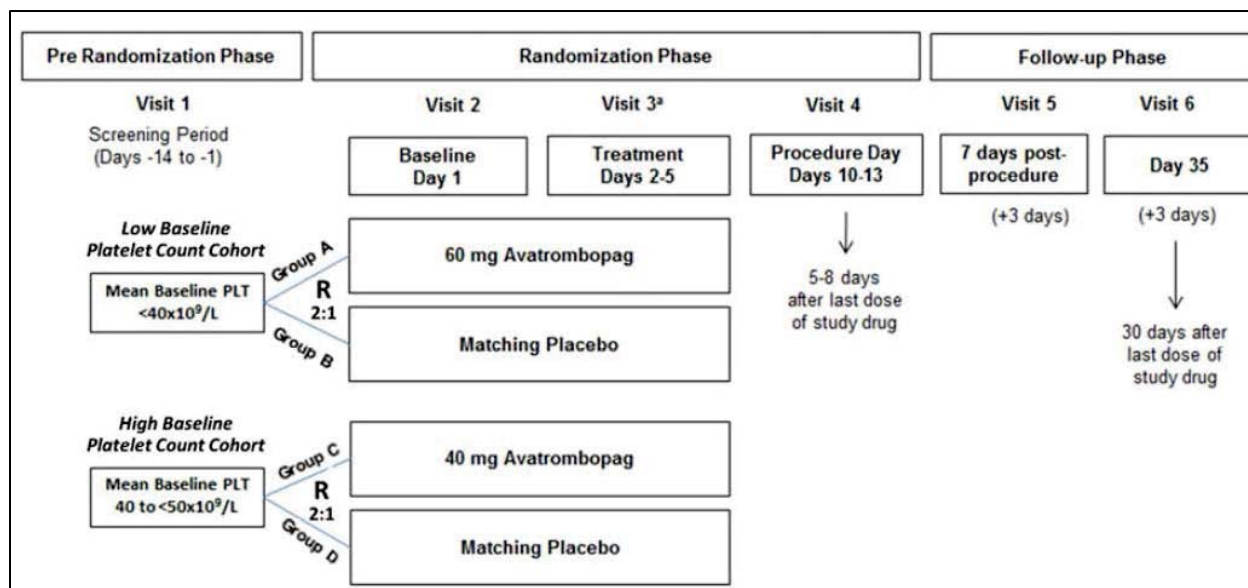 Pre Randomization Phase
Randomization Phase
Follow-up Phase
Visit 1
Visit 2
Visit 3ª
Visit 4
Visit 5
Visit 6
Screening Period
(Days -14 to -1)
Baseline
Day 1
Treatment
Days 2-5
Procedure Day
Days 10-13
7 days post-
procedure
Day 35
(+3 days)
(+3 days)
5-8 days
after last dose
of study drug
30 days after
last dose of
study drug
Low Baseline
Platelet Count Cohort
Mean Baseline PLT
<40x10⁹/L
Group A
R
2:1
Group B
60 mg Avatrombopag
Matching Placebo
High Baseline
Platelet Count Cohort
Mean Baseline PLT
40 to <50x10⁹/L
Group C
R
2:1
Group D
40 mg Avatrombopag
Matching Placebo